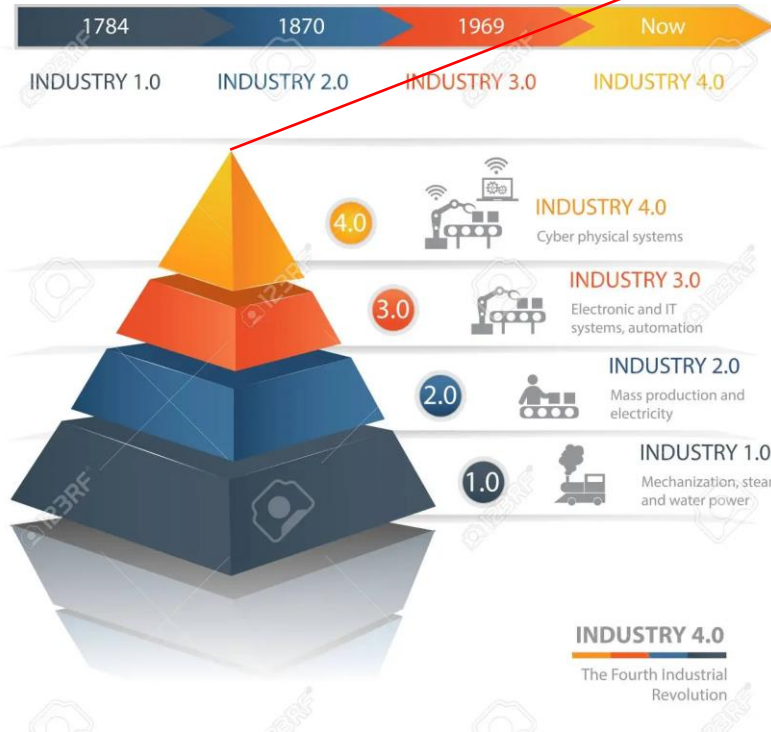 1784 1870 1969 Now
INDUSTRY 1.0 INDUSTRY 2.0 INDUSTRY 3.0 INDUSTRY 4.0
4.0
INDUSTRY 4.0
Cyber physical systems
3.0
INDUSTRY 3.0
Electronic and IT
systems, automation
2.0
INDUSTRY 2.0
Mass production and
electricity
1.0
INDUSTRY 1.0
Mechanization, stea
and water power
INDUSTRY 4.0
The Fourth Industrial
Revolution
123RF